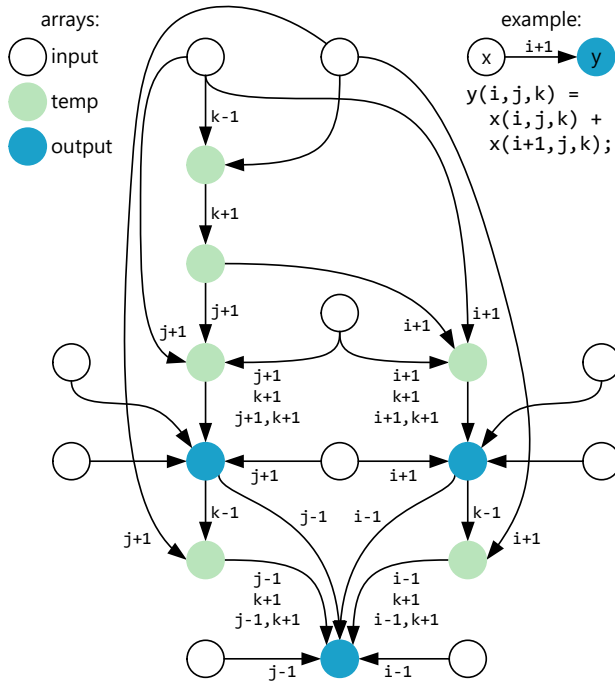 arrays:
input
temp
output
example:
x
i+1
y
y(i,j,k) =
x(i,j,k) +
x(i+1,j,k);
k-1
k+1
j+1
j+1
i+1
i+1
j+1
k+1
j+1,k+1
i+1
k+1
i+1,k+1
j+1
i+1
k-1
j-1
i-1
k-1
j+1
i+1
j-1
k+1
j-1,k+1
i-1
k+1
i-1,k+1
j-1
i-1